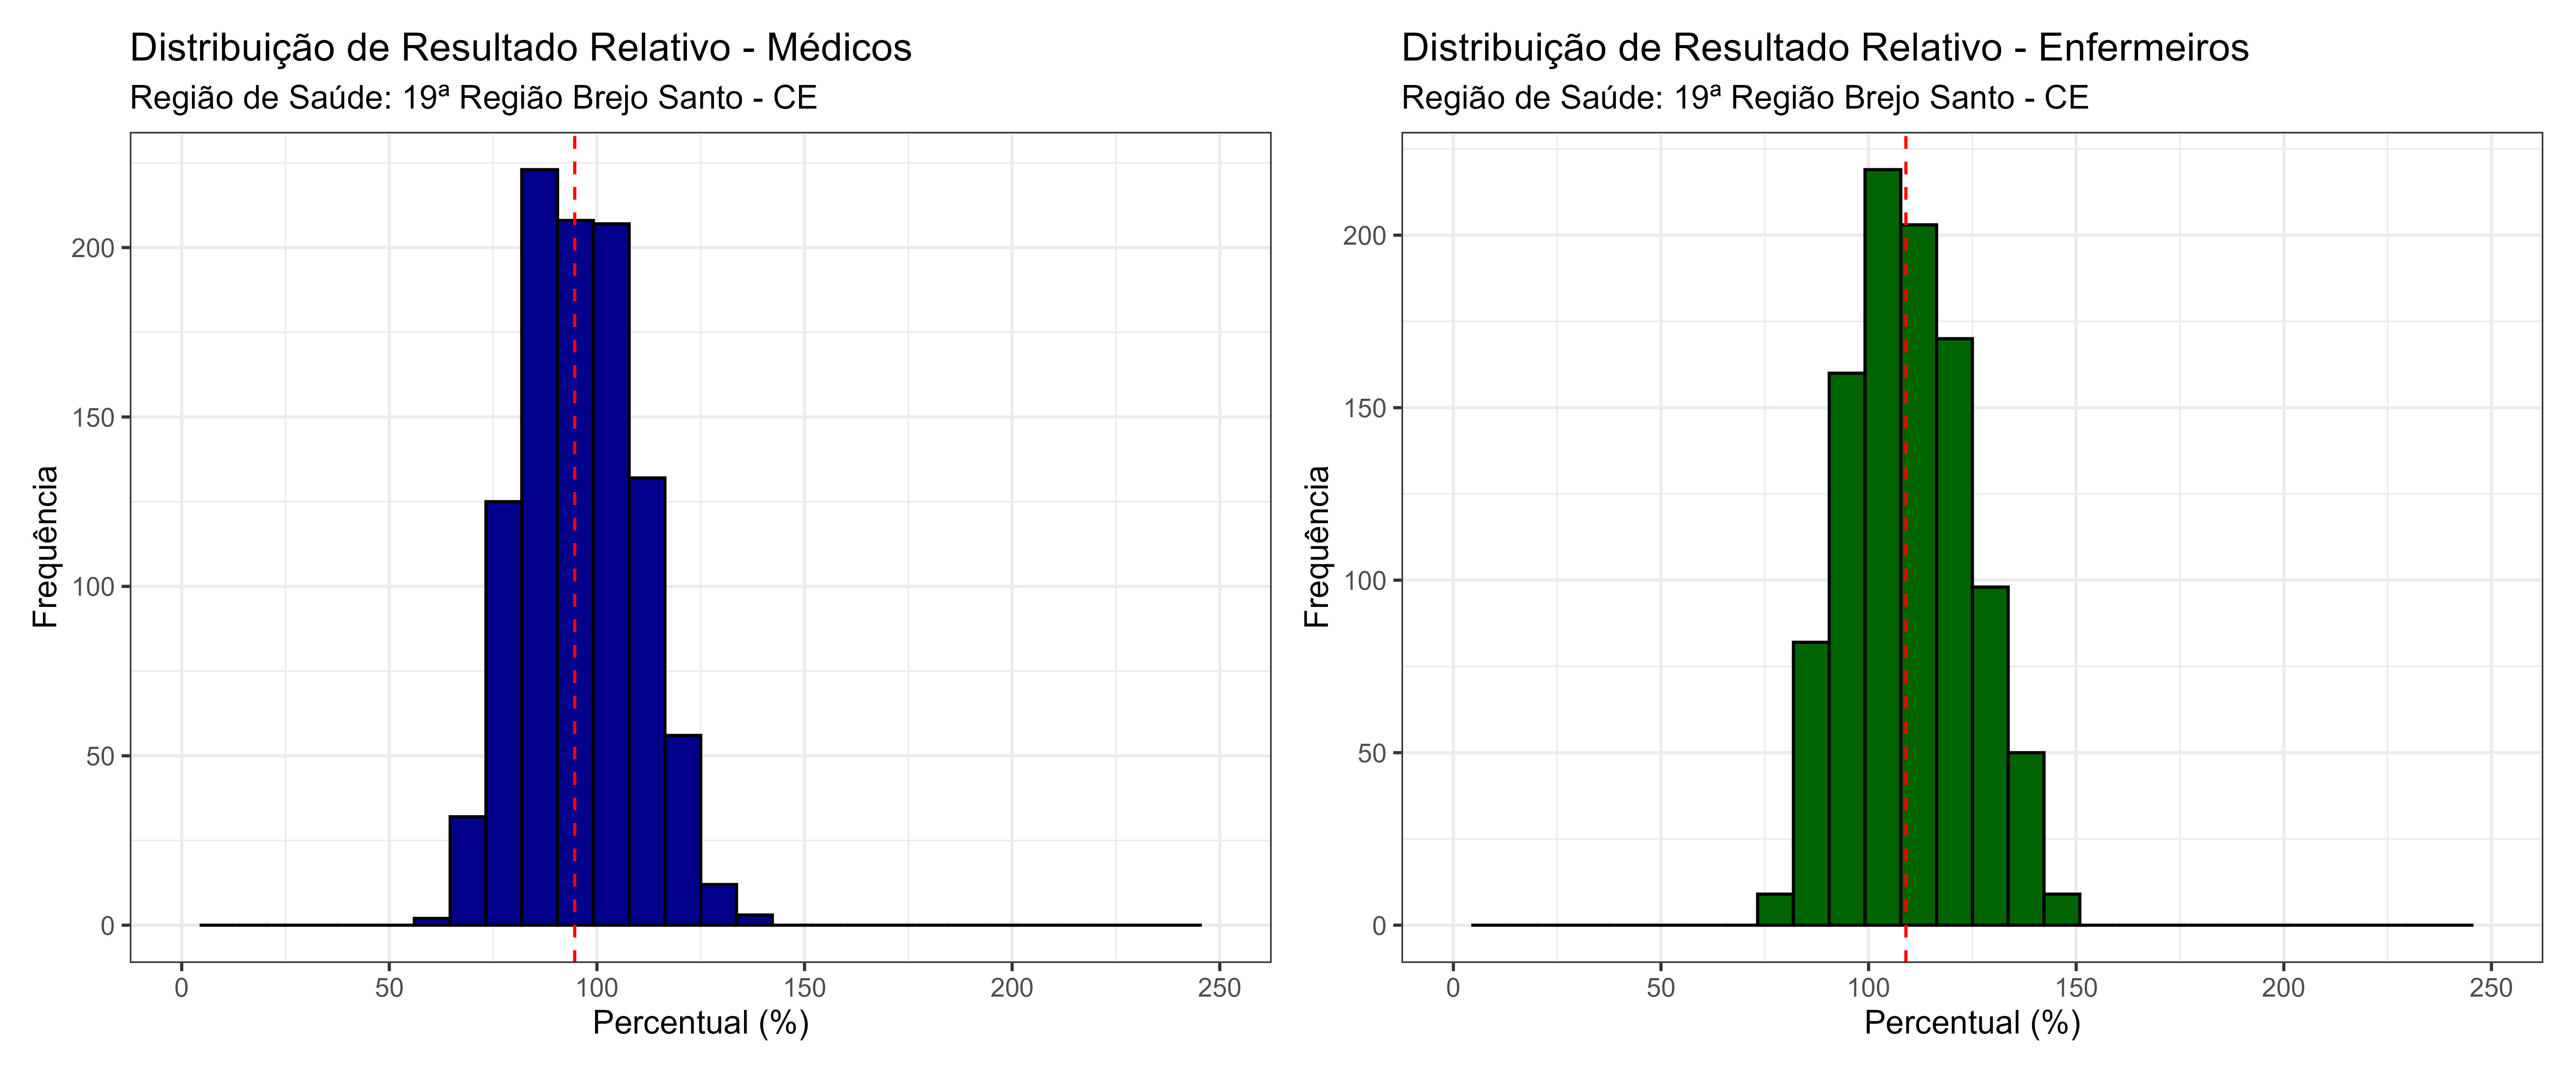 Distribuição de Resultado Relativo - Médicos
Região de Saúde: 19ª Região Brejo Santo - CE
Frequência
200
150
100
50
0
0 50 100 150 200 250
Percentual (%)
Distribuição de Resultado Relativo - Enfermeiros
Região de Saúde: 19ª Região Brejo Santo - CE
Frequência
200
150
100
50
0
0 50 100 150 200 250
Percentual (%)